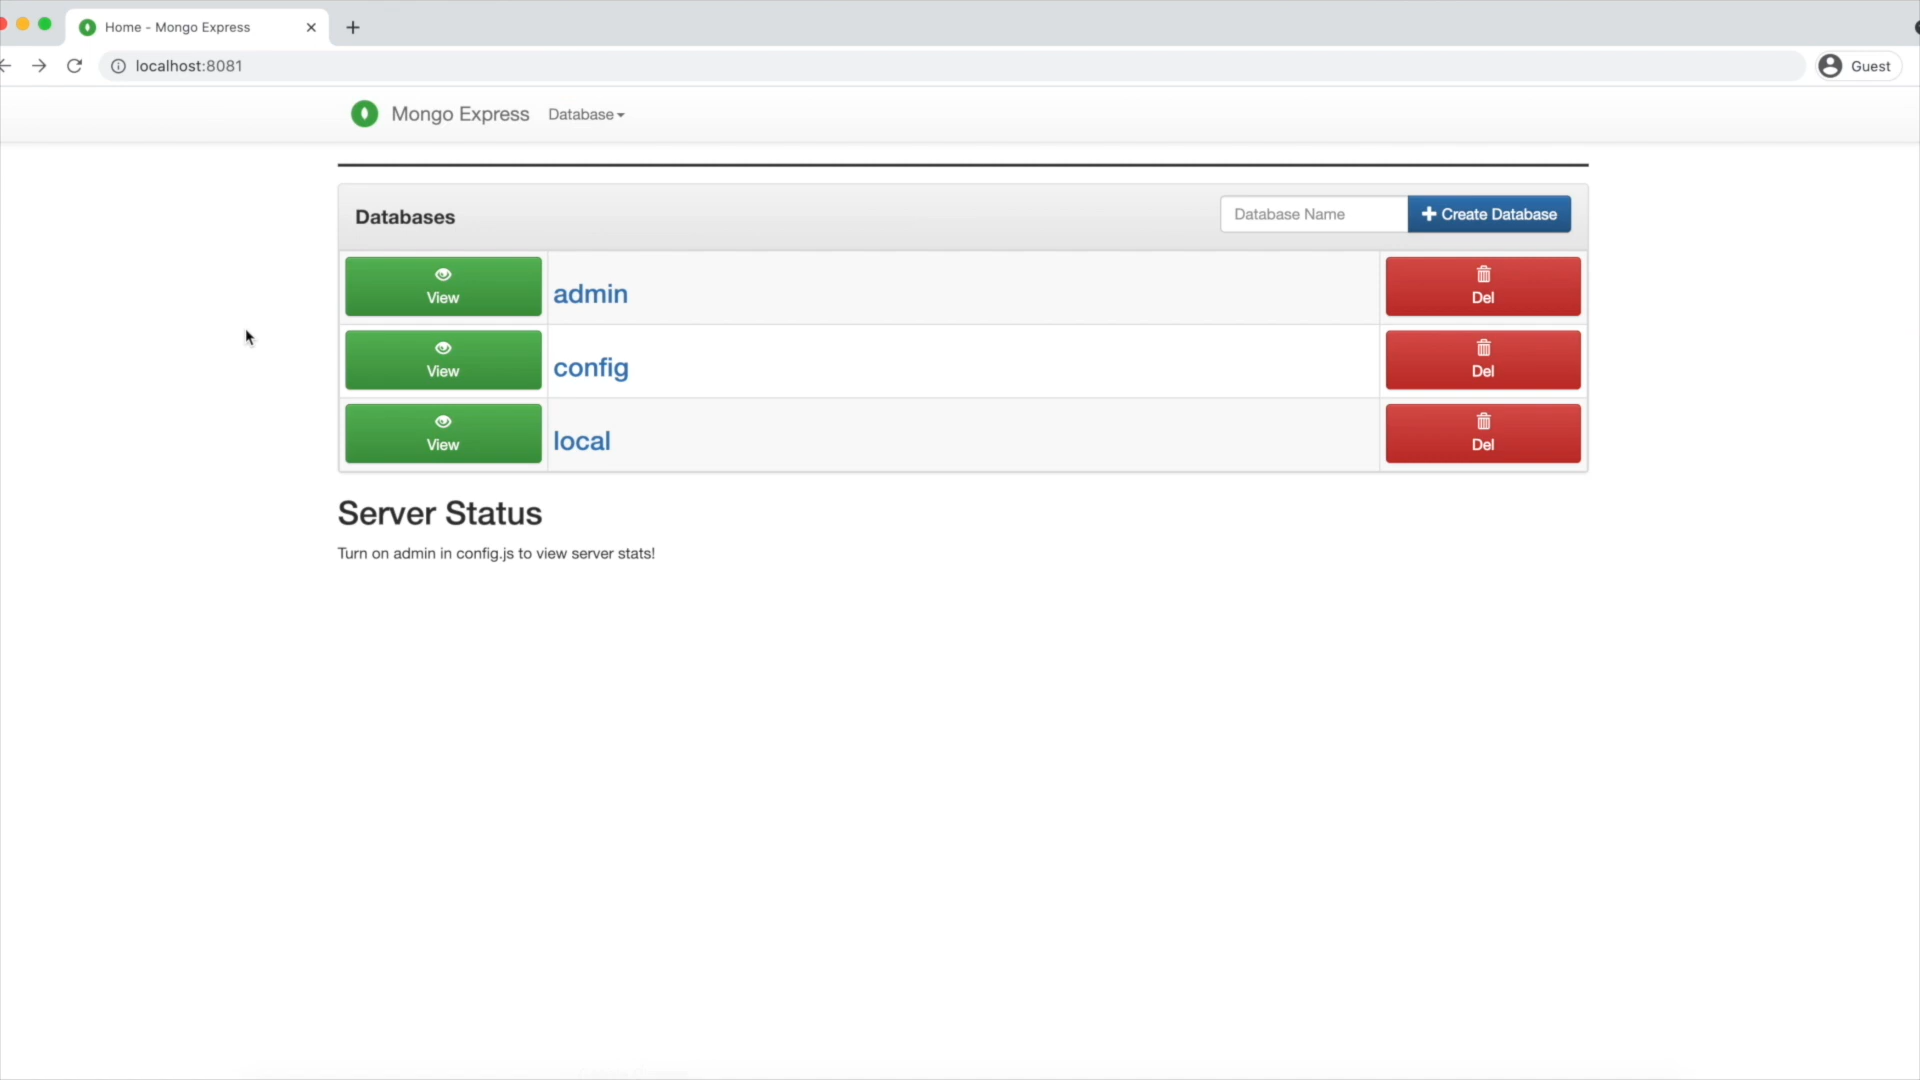 Home - Mongo Express
localhost:8081
Guest
Mongo Express Database
Databases
Database Name
Create Database
View
admin
Del
View
config
Del
View
local
Del
Server Status
Turn on admin in config.js to view server stats!